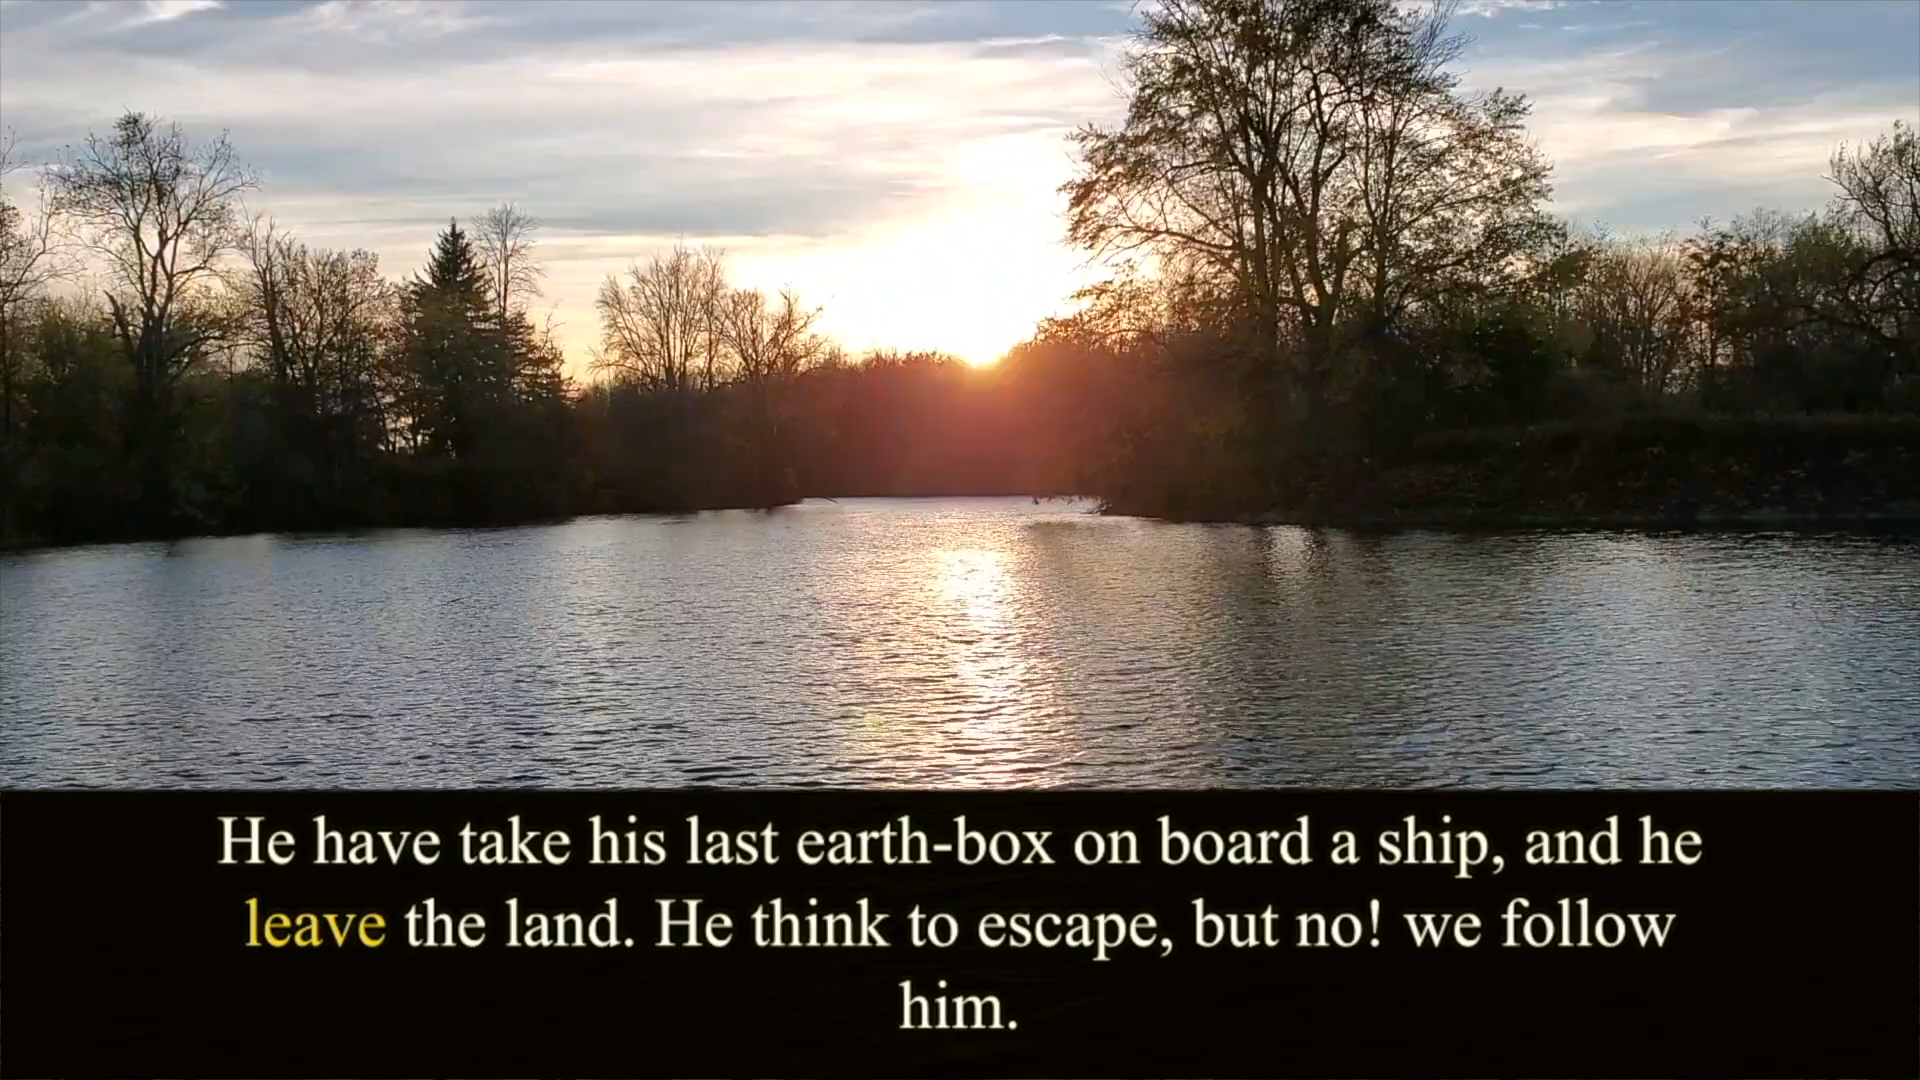 He have take his last earth-box on board a ship, and he
leave the land. He think to escape, but no! we follow
him.